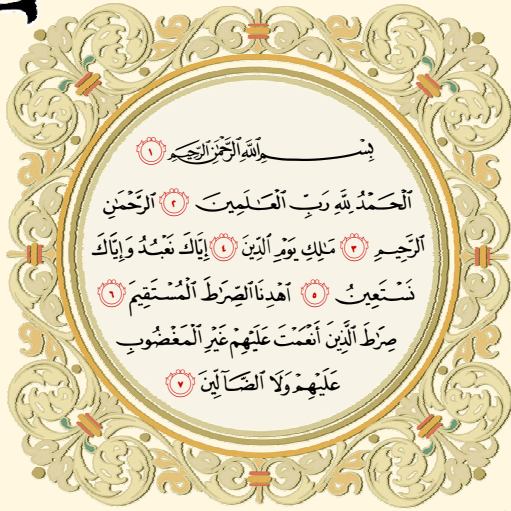 بِسْمِ ٱللَّهِ ٱلرَّحْمَٰنِ ٱلرَّحِيمِ ١
ٱلْحَمْدُ لِلَّهِ رَبِّ ٱلْعَٰلَمِينَ ٢ ٱلرَّحْمَٰنِ
ٱلرَّحِيمِ ٣ مَٰلِكِ يَوْمِ ٱلدِّينِ ٤ إِيَّاكَ نَعْبُدُ وَإِيَّاكَ
نَسْتَعِينُ ٥ ٱهْدِنَا ٱلصِّرَٰطَ ٱلْمُسْتَقِيمَ ٦
صِرَٰطَ ٱلَّذِينَ أَنْعَمْتَ عَلَيْهِمْ غَيْرِ ٱلْمَغْضُوبِ
عَلَيْهِمْ وَلَا ٱلضَّآلِّينَ ٧